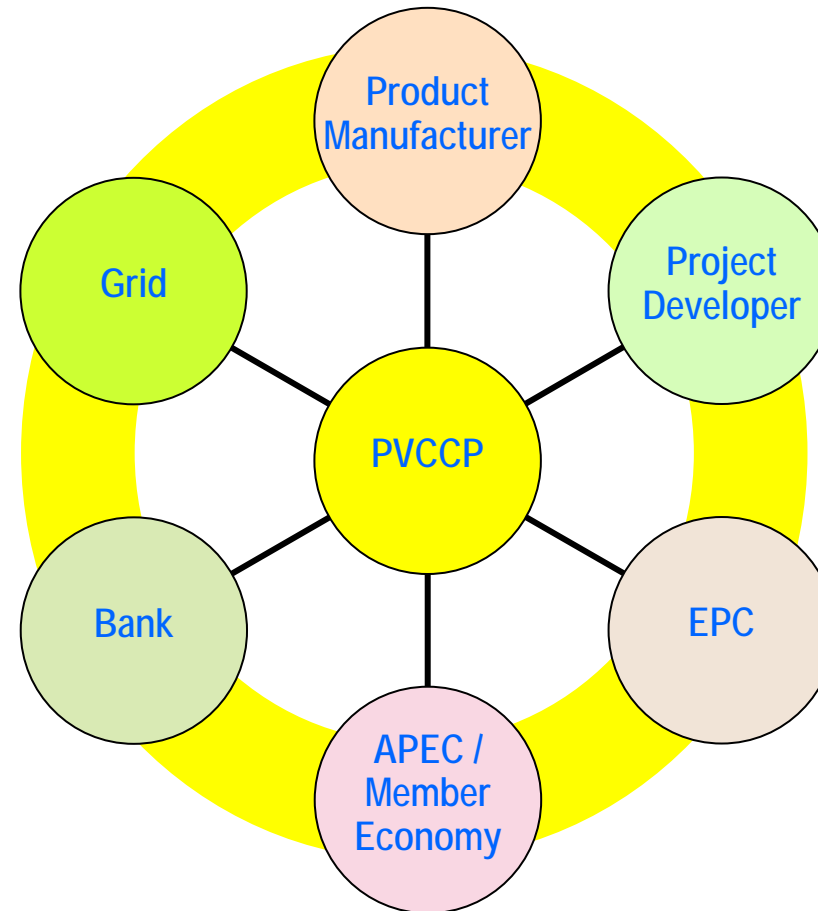 Product
Manufacturer
Grid
Project
Developer
PVCCP
Bank
EPC
APEC /
Member
Economy